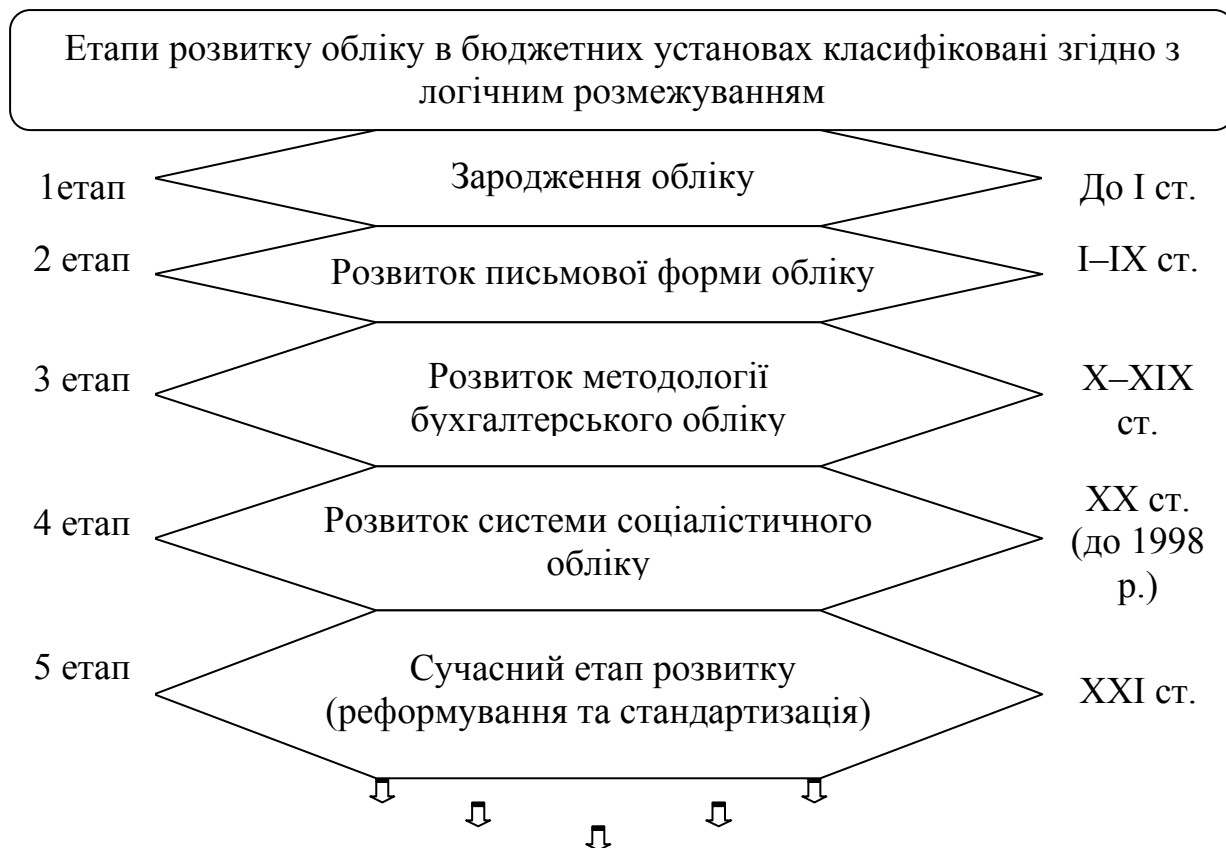 Етапи розвитку обліку в бюджетних установах класифіковані згідно з
логічним розмежуванням
1етап
Зародження обліку
До I ст.
2 етап
Розвиток письмової форми обліку
I–IX ст.
3 етап
Розвиток методології
бухгалтерського обліку
X–XIX
ст.
4 етап
Розвиток системи соціалістичного
обліку
XX ст.
(до 1998
р.)
5 етап
Сучасний етап розвитку
(реформування та стандартизація)
XXI ст.